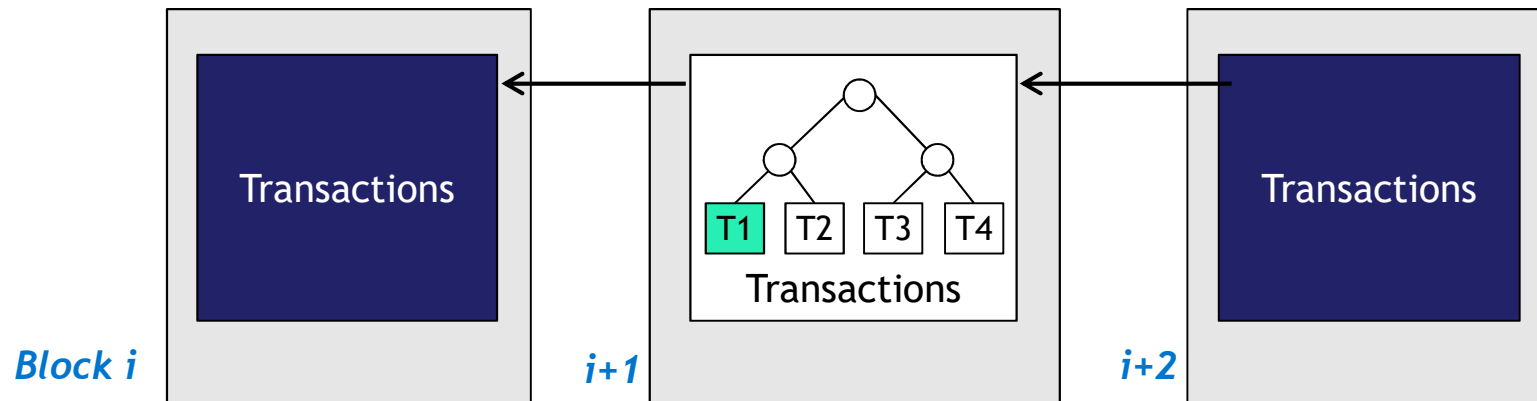 Transactions
T1 T2 T3 T4
Transactions
Transactions
Block i
i+1
i+2